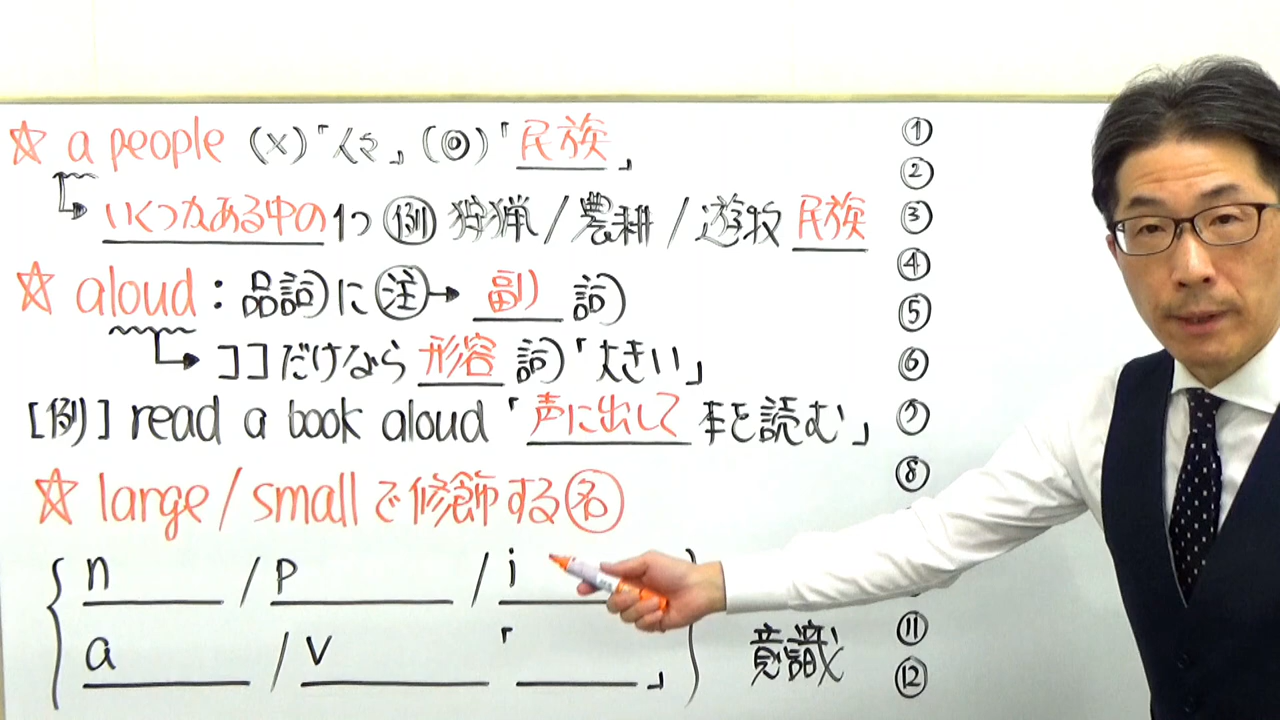 ☆ a people (×)「人々」(◎)「民族」
いくつかある中の1つ 例 狩猟/農耕/遊牧民族
☆ aloud:品詞に注→副詞
ココだけなら形容詞「大きい」
[例] read a book aloud「声に出して本を読む」
☆ large/small で修飾する名
n / p / i
a / v 「 」
意識
①
②
③
④
⑤
⑥
⑦
⑧
⑪
⑫